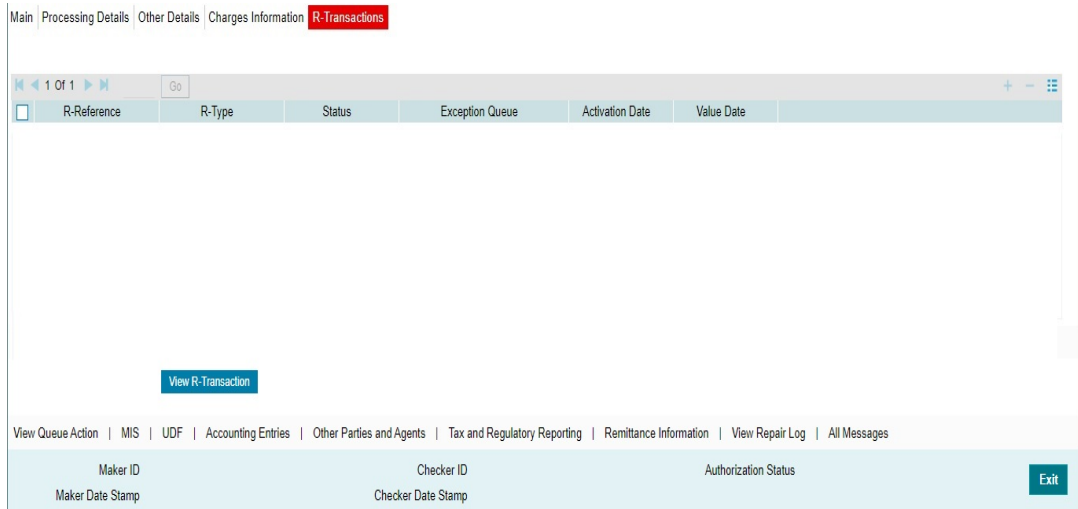 Main Processing Details Other Details Charges Information R-Transactions
1 Of 1 Go
R-Reference R-Type Status Exception Queue Activation Date Value Date
View R-Transaction
View Queue Action | MIS | UDF | Accounting Entries | Other Parties and Agents | Tax and Regulatory Reporting | Remittance Information | View Repair Log | All Messages
Maker ID Checker ID Authorization Status
Exit
Maker Date Stamp Checker Date Stamp